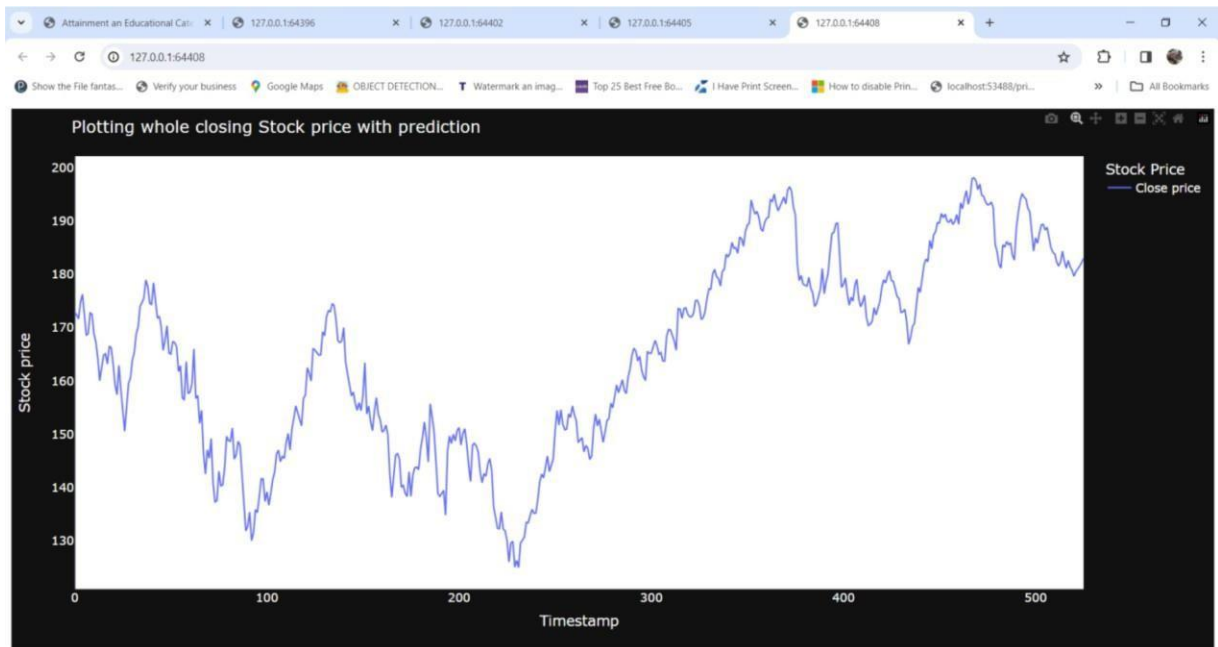 Attainment an Educational Cate
127.0.0.1:64396
127.0.0.1:64402
127.0.0.1:64405
127.0.0.1:64408
127.0.0.1:64408
Show the File fantas...
Verify your business
Google Maps
OBJECT DETECTION...
T Watermark an imag...
Top 25 Best Free Bo...
I Have Print Screen...
How to disable Prin...
localhost:53488/pri...
»
All Bookmarks
Plotting whole closing Stock price with prediction
Stock Price
Close price
200
190
180
170
160
150
140
130
Stock price
0 100 200 300 400 500
Timestamp